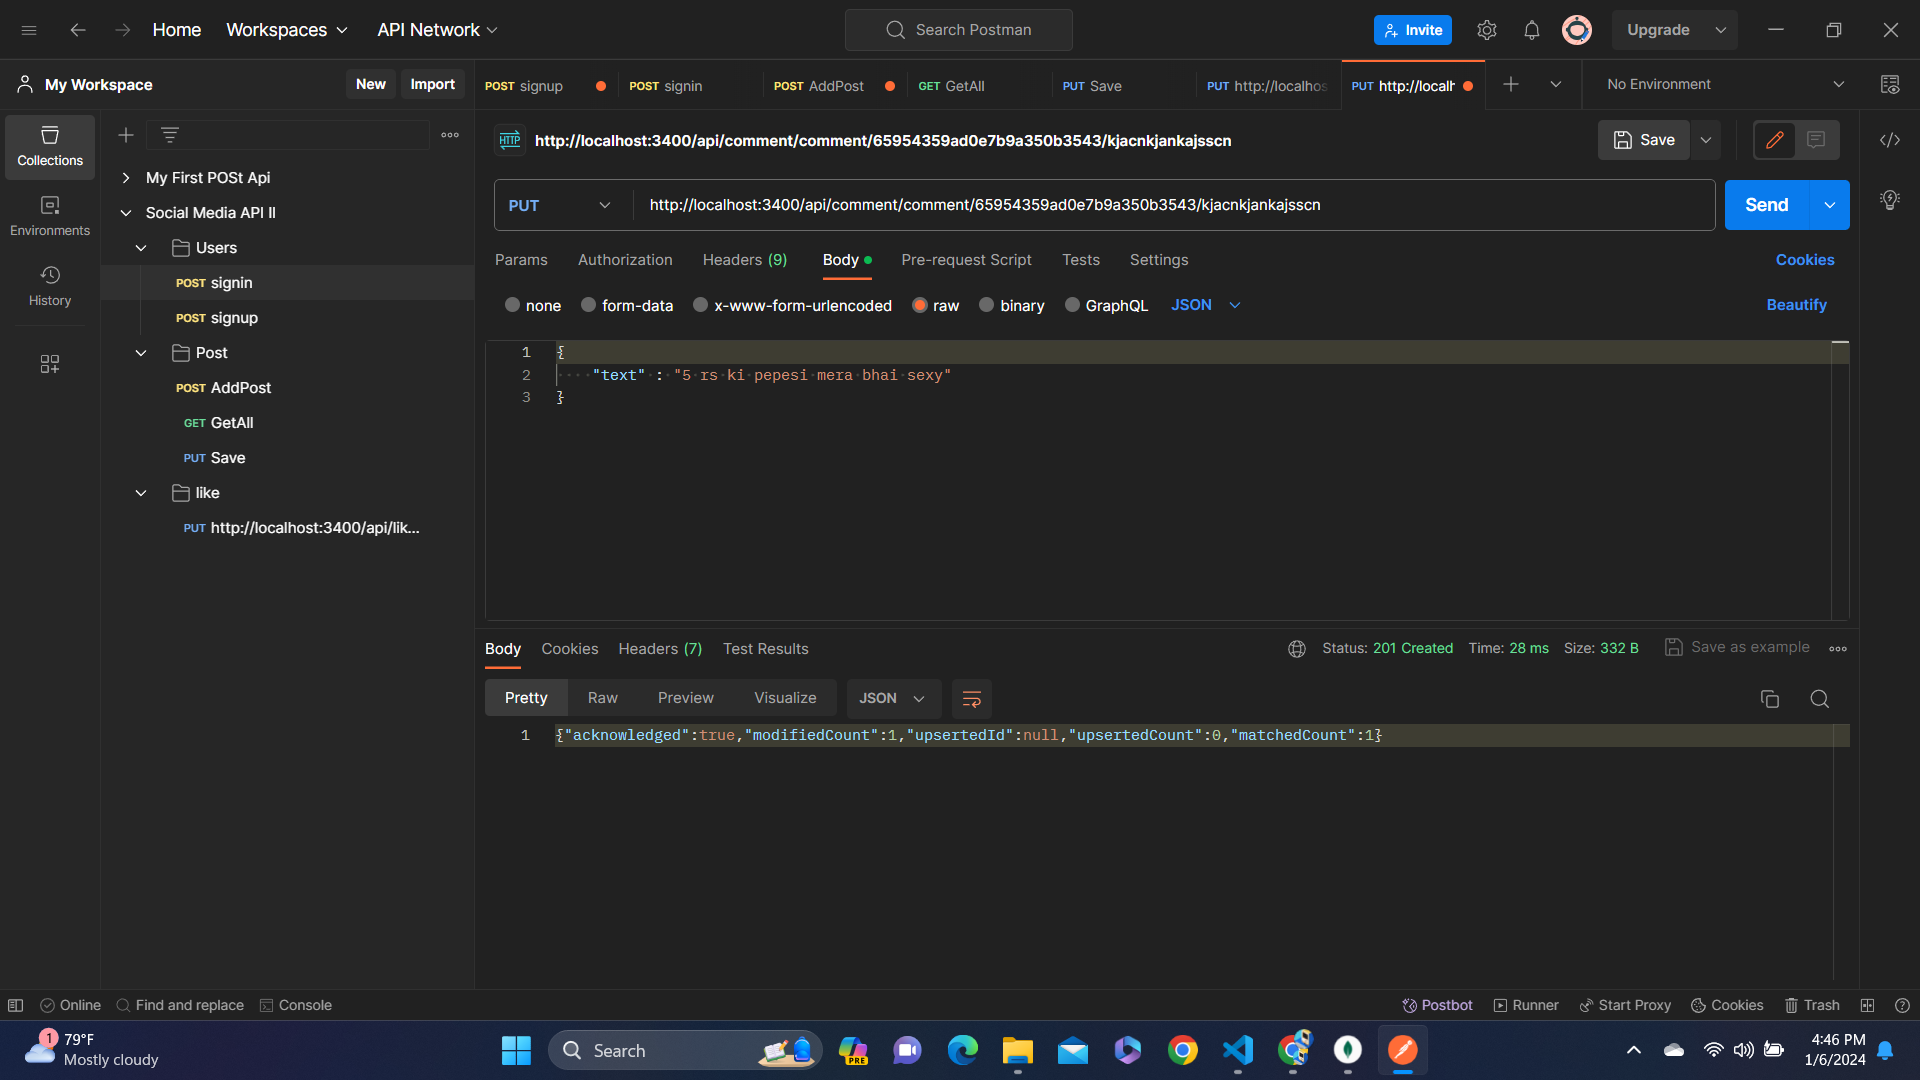 Home Workspaces API Network Search Postman Invite Upgrade
My Workspace New Import POST signup POST signin POST AddPost GET GetAll PUT Save PUT http://localhos PUT http://localh No Environment
Collections
Environments
History
My First POSt Api
Social Media API II
Users
POST signin
POST signup
Post
POST AddPost
GET GetAll
PUT Save
like
PUT http://localhost:3400/api/lik...
HTTP http://localhost:3400/api/comment/comment/65954359ad0e7b9a350b3543/kjacnkjankajsscn Save
PUT http://localhost:3400/api/comment/comment/65954359ad0e7b9a350b3543/kjacnkjankajsscn Send
Params Authorization Headers (9) Body Pre-request Script Tests Settings Cookies
none form-data x-www-form-urlencoded raw binary GraphQL JSON Beautify
1 {
2 "text" : "5 rs ki pepesi mera bhai sexy"
3 }
Body Cookies Headers (7) Test Results Status: 201 Created Time: 28 ms Size: 332 B Save as example
Pretty Raw Preview Visualize JSON
1 {"acknowledged":true,"modifiedCount":1,"upsertedId":null,"upsertedCount":0,"matchedCount":1}
Online Find and replace Console Postbot Runner Start Proxy Cookies Trash
1 79°F
Mostly cloudy
Search
PRE
4:46 PM
1/6/2024